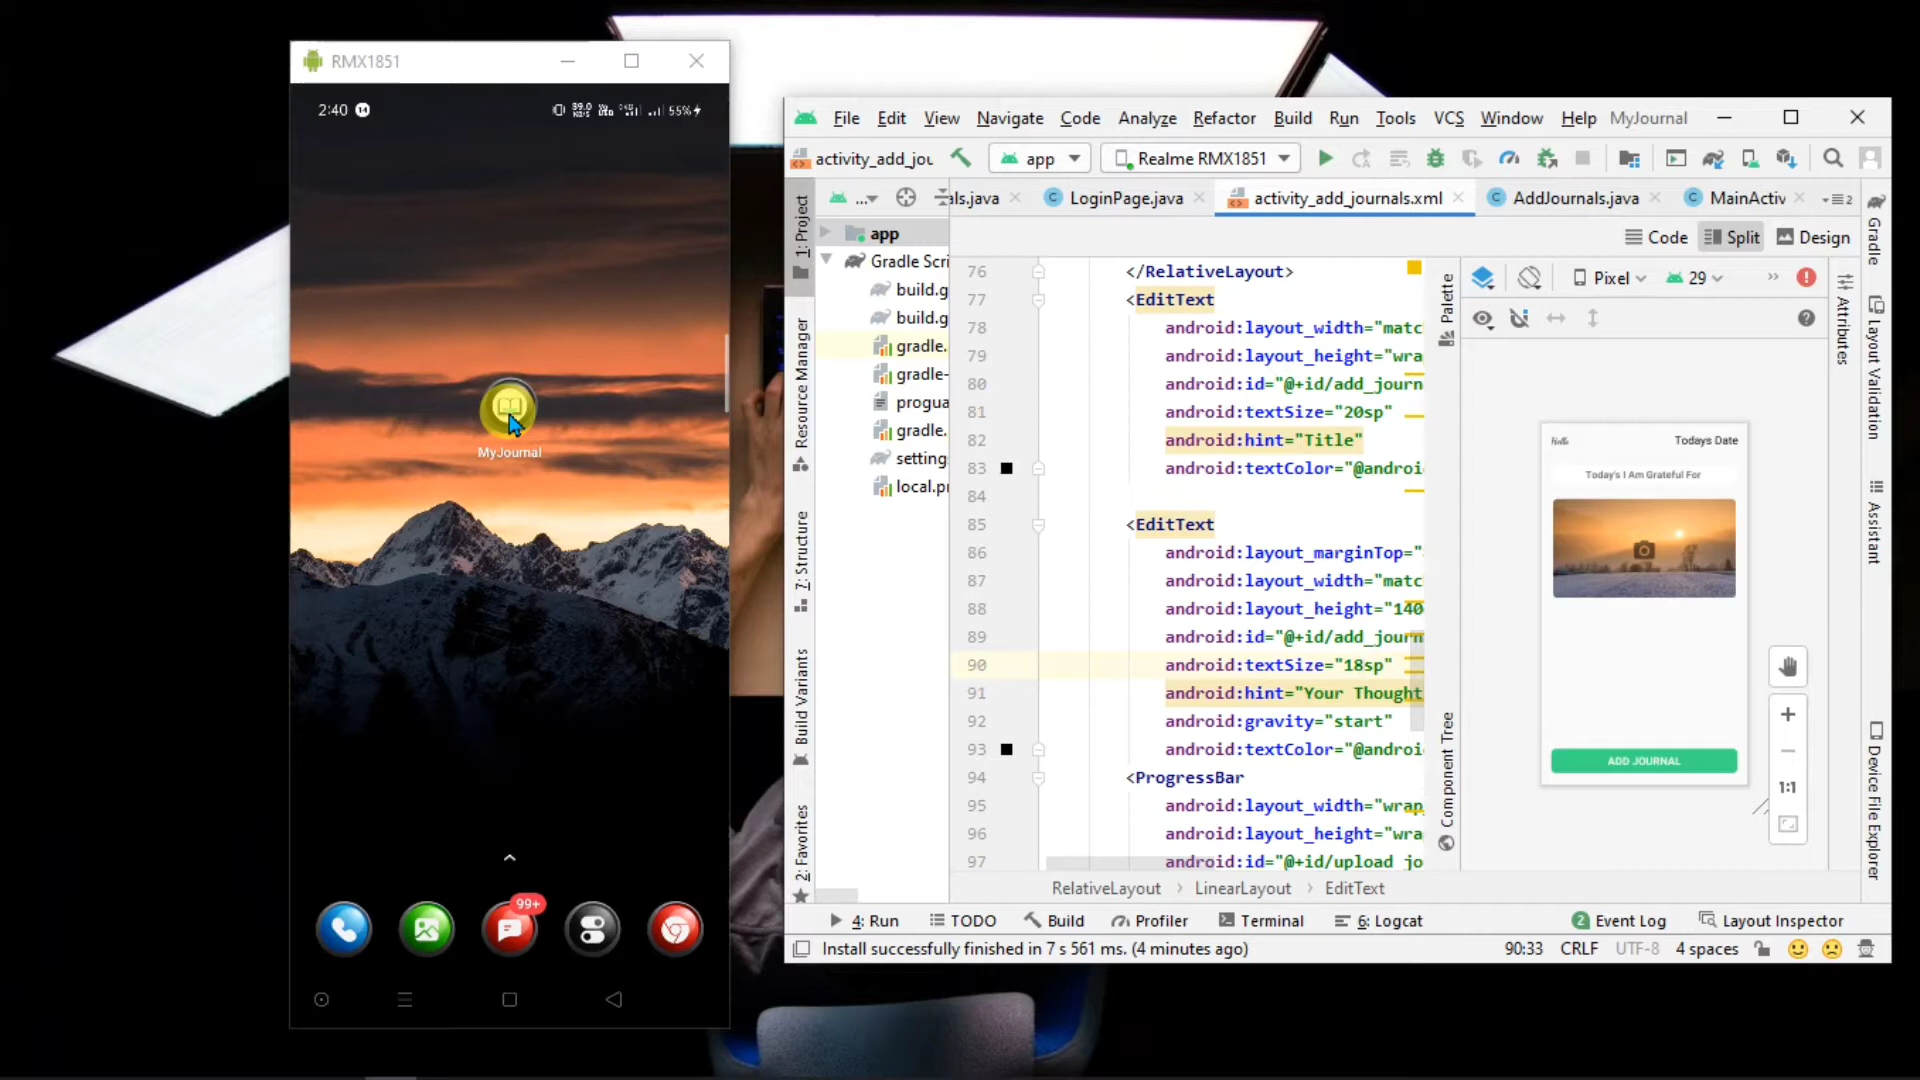 RMX1851
2:40 14
89.0 KB/S
55%
MyJournal
99+
File Edit View Navigate Code Analyze Refactor Build Run Tools VCS Window Help MyJournal
activity_add_jou app Realme RMX1851
als.java LoginPage.java activity_add_journals.xml AddJournals.java MainActiv
Code Split Design
1: Project
Resource Manager
7: Structure
Build Variants
2: Favorites
...
app
Gradle Scri
build.g
build.g
gradle.
gradle-
progua
gradle.
setting
local.pr
76 </RelativeLayout>
77 <EditText
78 android:layout_width="matc
79 android:layout_height="wra
80 android:id="@+id/add_journ
81 android:textSize="20sp"
82 android:hint="Title"
83 android:textColor="@androi
84
85 <EditText
86 android:layout_marginTop="
87 android:layout_width="matc
88 android:layout_height="140
89 android:id="@+id/add_journ
90 android:textSize="18sp"
91 android:hint="Your Thought
92 android:gravity="start"
93 android:textColor="@androi
94 <ProgressBar
95 android:layout_width="wrap
96 android:layout_height="wra
97 android:id="@+id/upload_jo
RelativeLayout › LinearLayout › EditText
Palette
Component Tree
Pixel 29
Hello Todays Date
Today's I Am Grateful For
ADD JOURNAL
1:1
Attributes
Gradle
Layout Validation
Assistant
Device File Explorer
4: Run TODO Build Profiler Terminal 6: Logcat 2 Event Log Layout Inspector
Install successfully finished in 7 s 561 ms. (4 minutes ago) 90:33 CRLF UTF-8 4 spaces